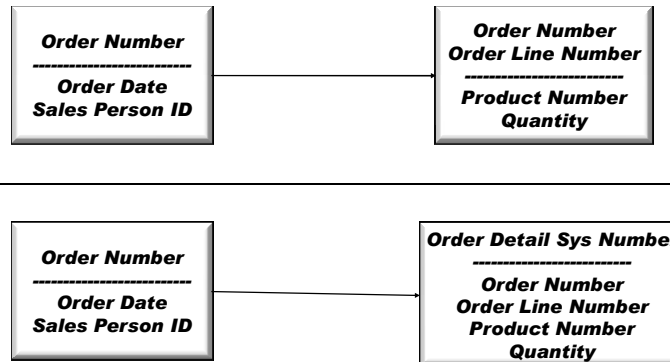 Order Number
--------------------------
Order Date
Sales Person ID
Order Number
Order Line Number
--------------------------
Product Number
Quantity
Order Number
--------------------------
Order Date
Sales Person ID
Order Detail Sys Numbe
--------------------------
Order Number
Order Line Number
Product Number
Quantity